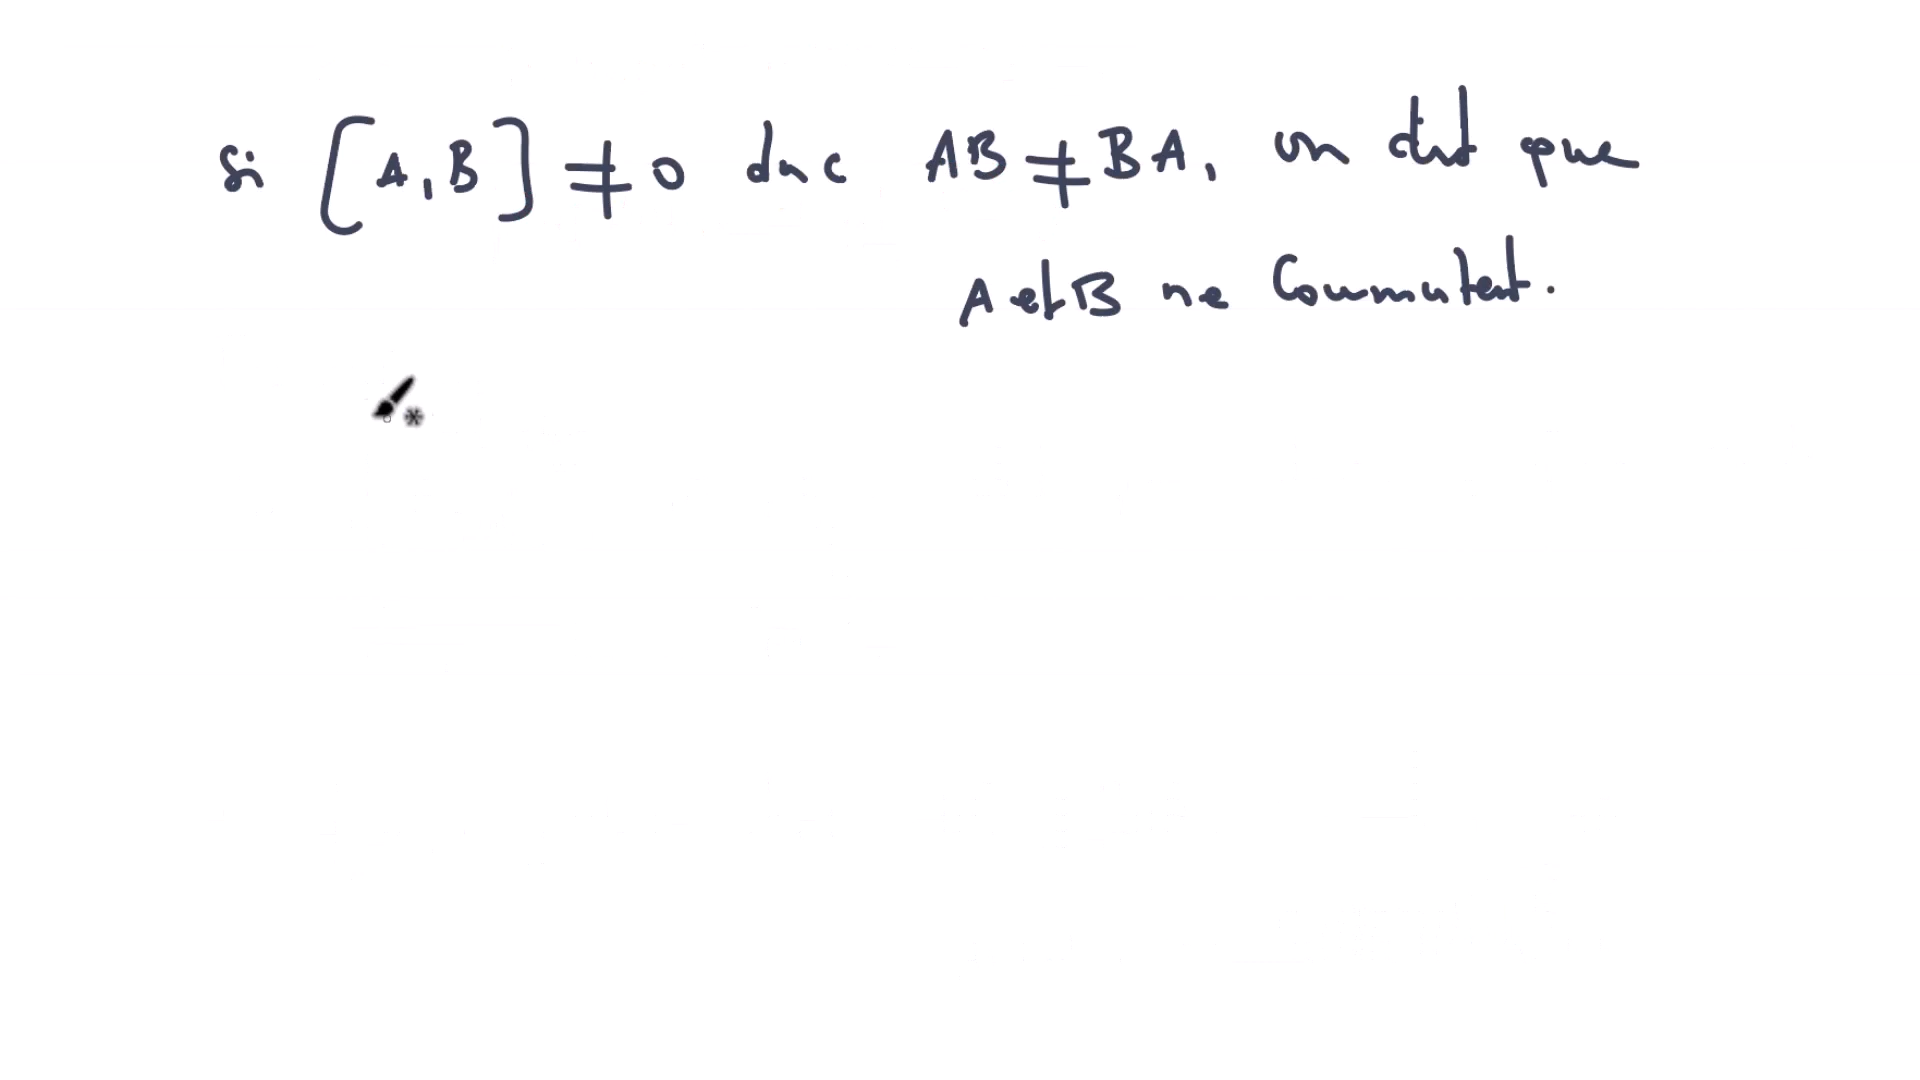 si [A,B] ≠ 0 donc AB ≠ BA, on dit que
A et B ne commutent.